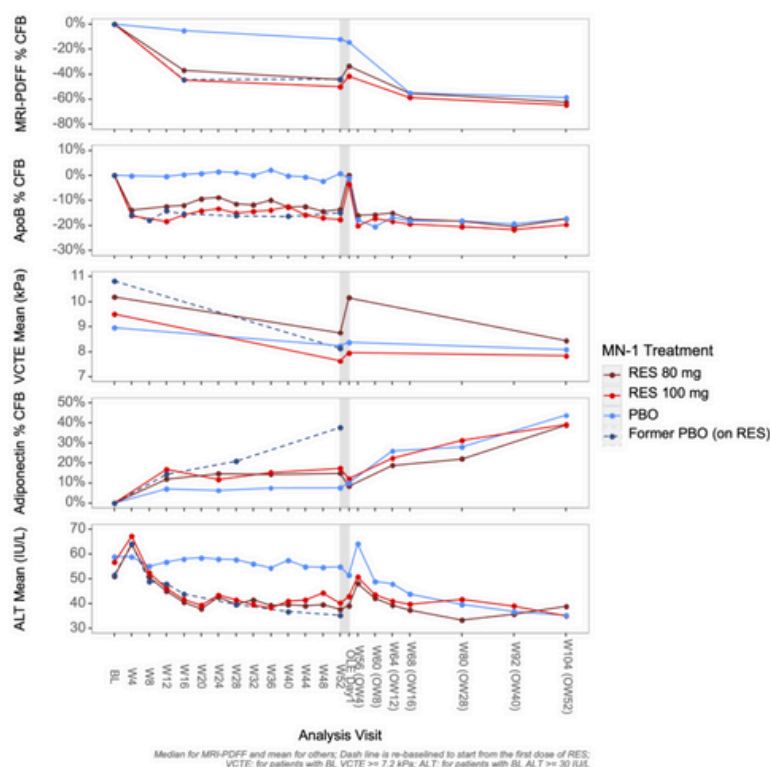 0%
-20%
-40%
-60%
-80%
MRI-PDFF % CFB
0%
-10%
-20%
-30%
ApoB % CFB
11
10
9
8
7
VCTE Mean (kPa)
MN-1 Treatment
RES 80 mg
RES 100 mg
PBO
Former PBO (on RES)
50%
40%
30%
20%
10%
0%
Adiponectin % CFB
70
60
50
40
30
ALT Mean (IU/L)
BL
W4
W8
W12
W16
W20
W24
W28
W32
W36
W40
W44
W48
W52
OLE Day1
W56 (OW4)
W60 (OW8)
W64 (OW12)
W68 (OW16)
W80 (OW28)
W92 (OW40)
W104 (OW52)
Analysis Visit
Median for MRI-PDFF and mean for others; Dash line is re-baselined to start from the first dose of RES;
VCTE: for patients with BL VCTE >= 7.2 kPa; ALT: for patients with BL ALT >= 30 IU/L